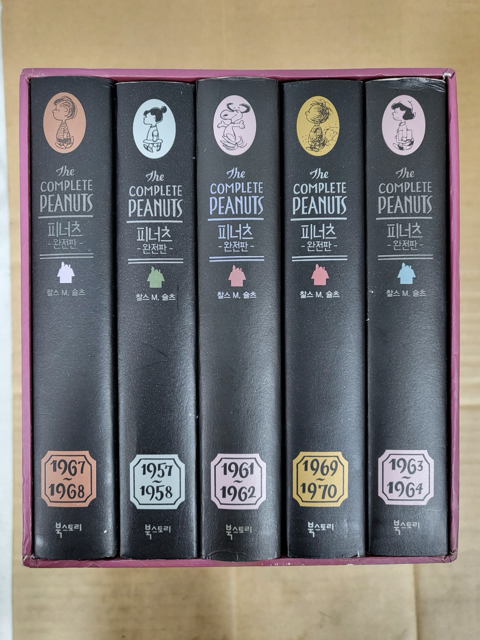 The
COMPLETE
PEANUTS
피너츠
- 완전판 -
찰스 M. 슐츠
1967
~
1968
북스토리
The
COMPLETE
PEANUTS
피너츠
- 완전판 -
찰스 M. 슐츠
1957
~
1958
북스토리
The
COMPLETE
PEANUTS
피너츠
- 완전판 -
찰스 M. 슐츠
1961
~
1962
북스토리
The
COMPLETE
PEANUTS
피너츠
- 완전판 -
찰스 M. 슐츠
1969
~
1970
북스토리
The
COMPLETE
PEANUTS
피너츠
- 완전판 -
찰스 M. 슐츠
1963
~
1964
북스토리